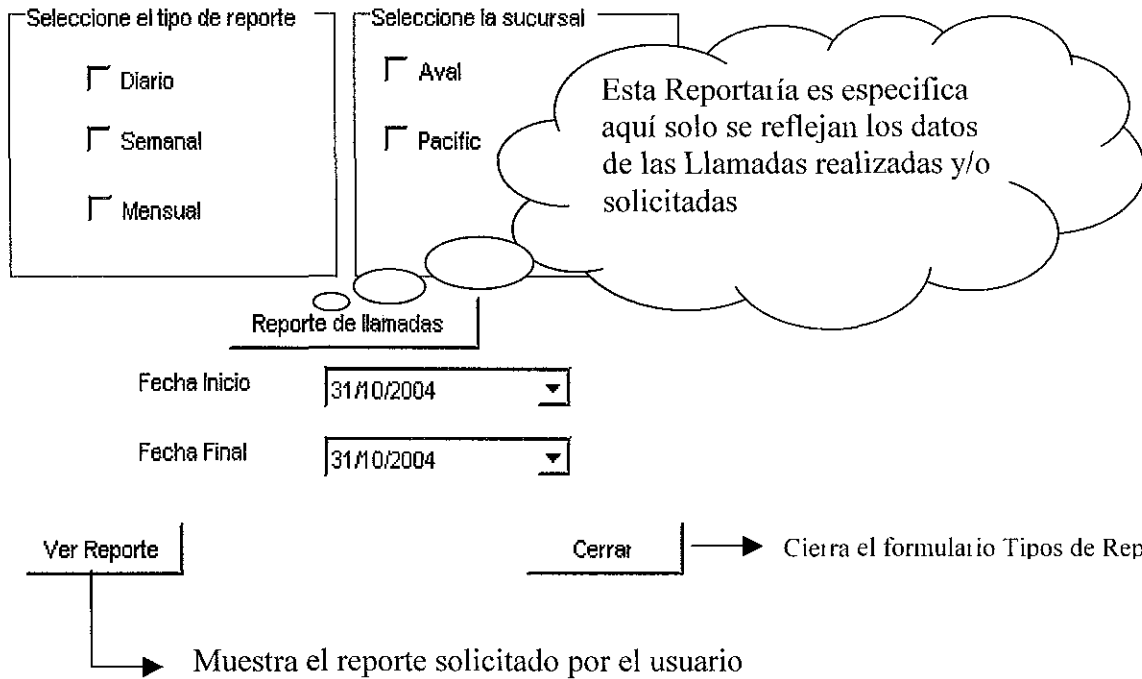 Seleccione el tipo de reporte
Diario
Semanal
Mensual
Seleccione la sucursal
Aval
Pacific
Esta Reportaría es especifica
aquí solo se reflejan los datos
de las Llamadas realizadas y/o
solicitadas
Reporte de llamadas
Fecha Inicio 31/10/2004
Fecha Final 31/10/2004
Ver Reporte
Cerrar
Cierra el formulario Tipos de Rep
Muestra el reporte solicitado por el usuario